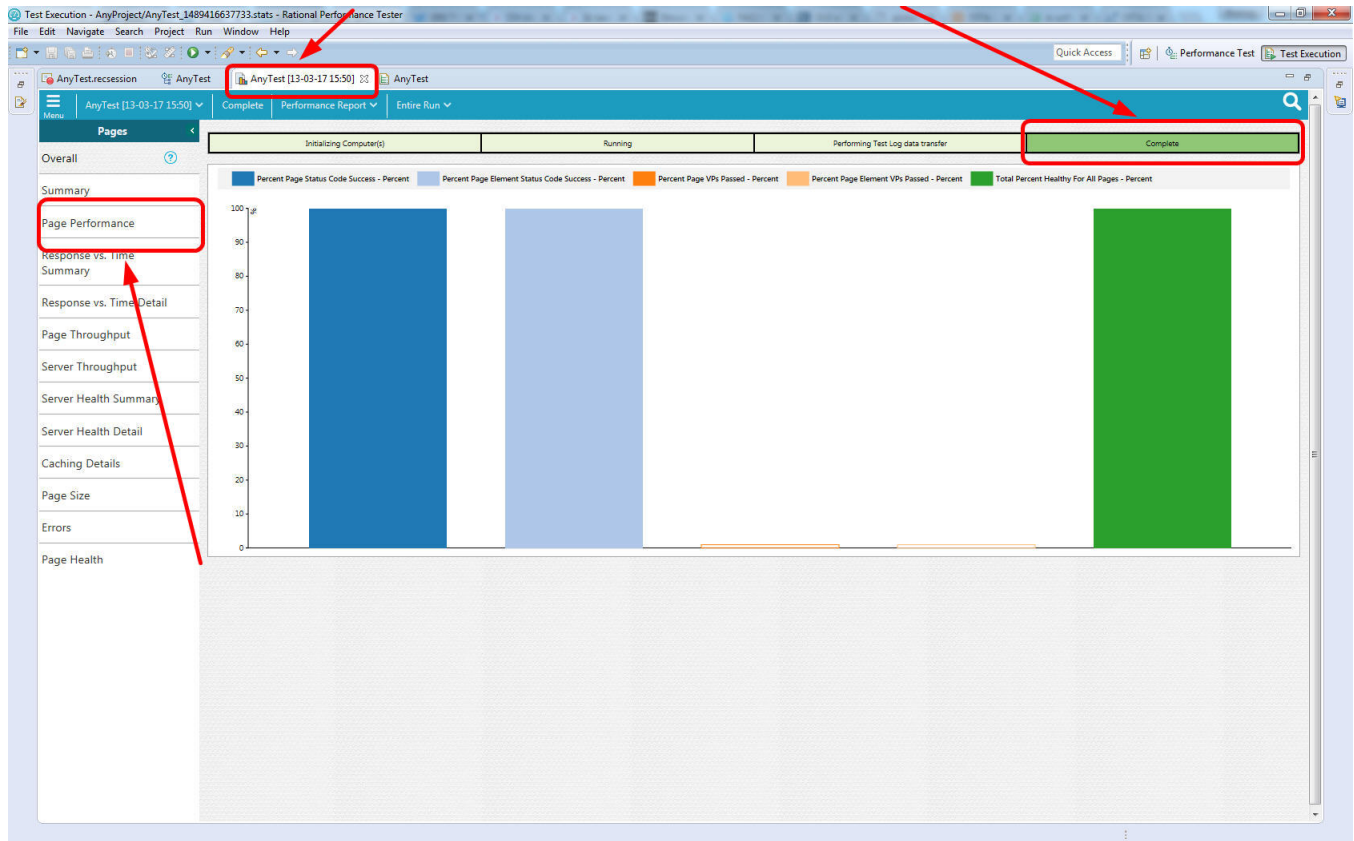 Test Execution - AnyProject/AnyTest_1489416637733.stats - Rational Performance Tester
File Edit Navigate Search Project Run Window Help
Quick Access Performance Test Test Execution
AnyTest.recsession AnyTest AnyTest [13-03-17 15:50] AnyTest
Menu AnyTest [13-03-17 15:50] Complete Performance Report Entire Run
Pages
Initializing Computer(s) Running Performing Test Log data transfer Complete
Overall
Percent Page Status Code Success - Percent Percent Page Element Status Code Success - Percent Percent Page VPs Passed - Percent Percent Page Element VPs Passed - Percent Total Percent Healthy For All Pages - Percent
Summary
Page Performance
Response vs. Time
Summary
Response vs. Time Detail
Page Throughput
Server Throughput
Server Health Summary
Server Health Detail
Caching Details
Page Size
Errors
Page Health
100 %
90
80
70
60
50
40
30
20
10
0